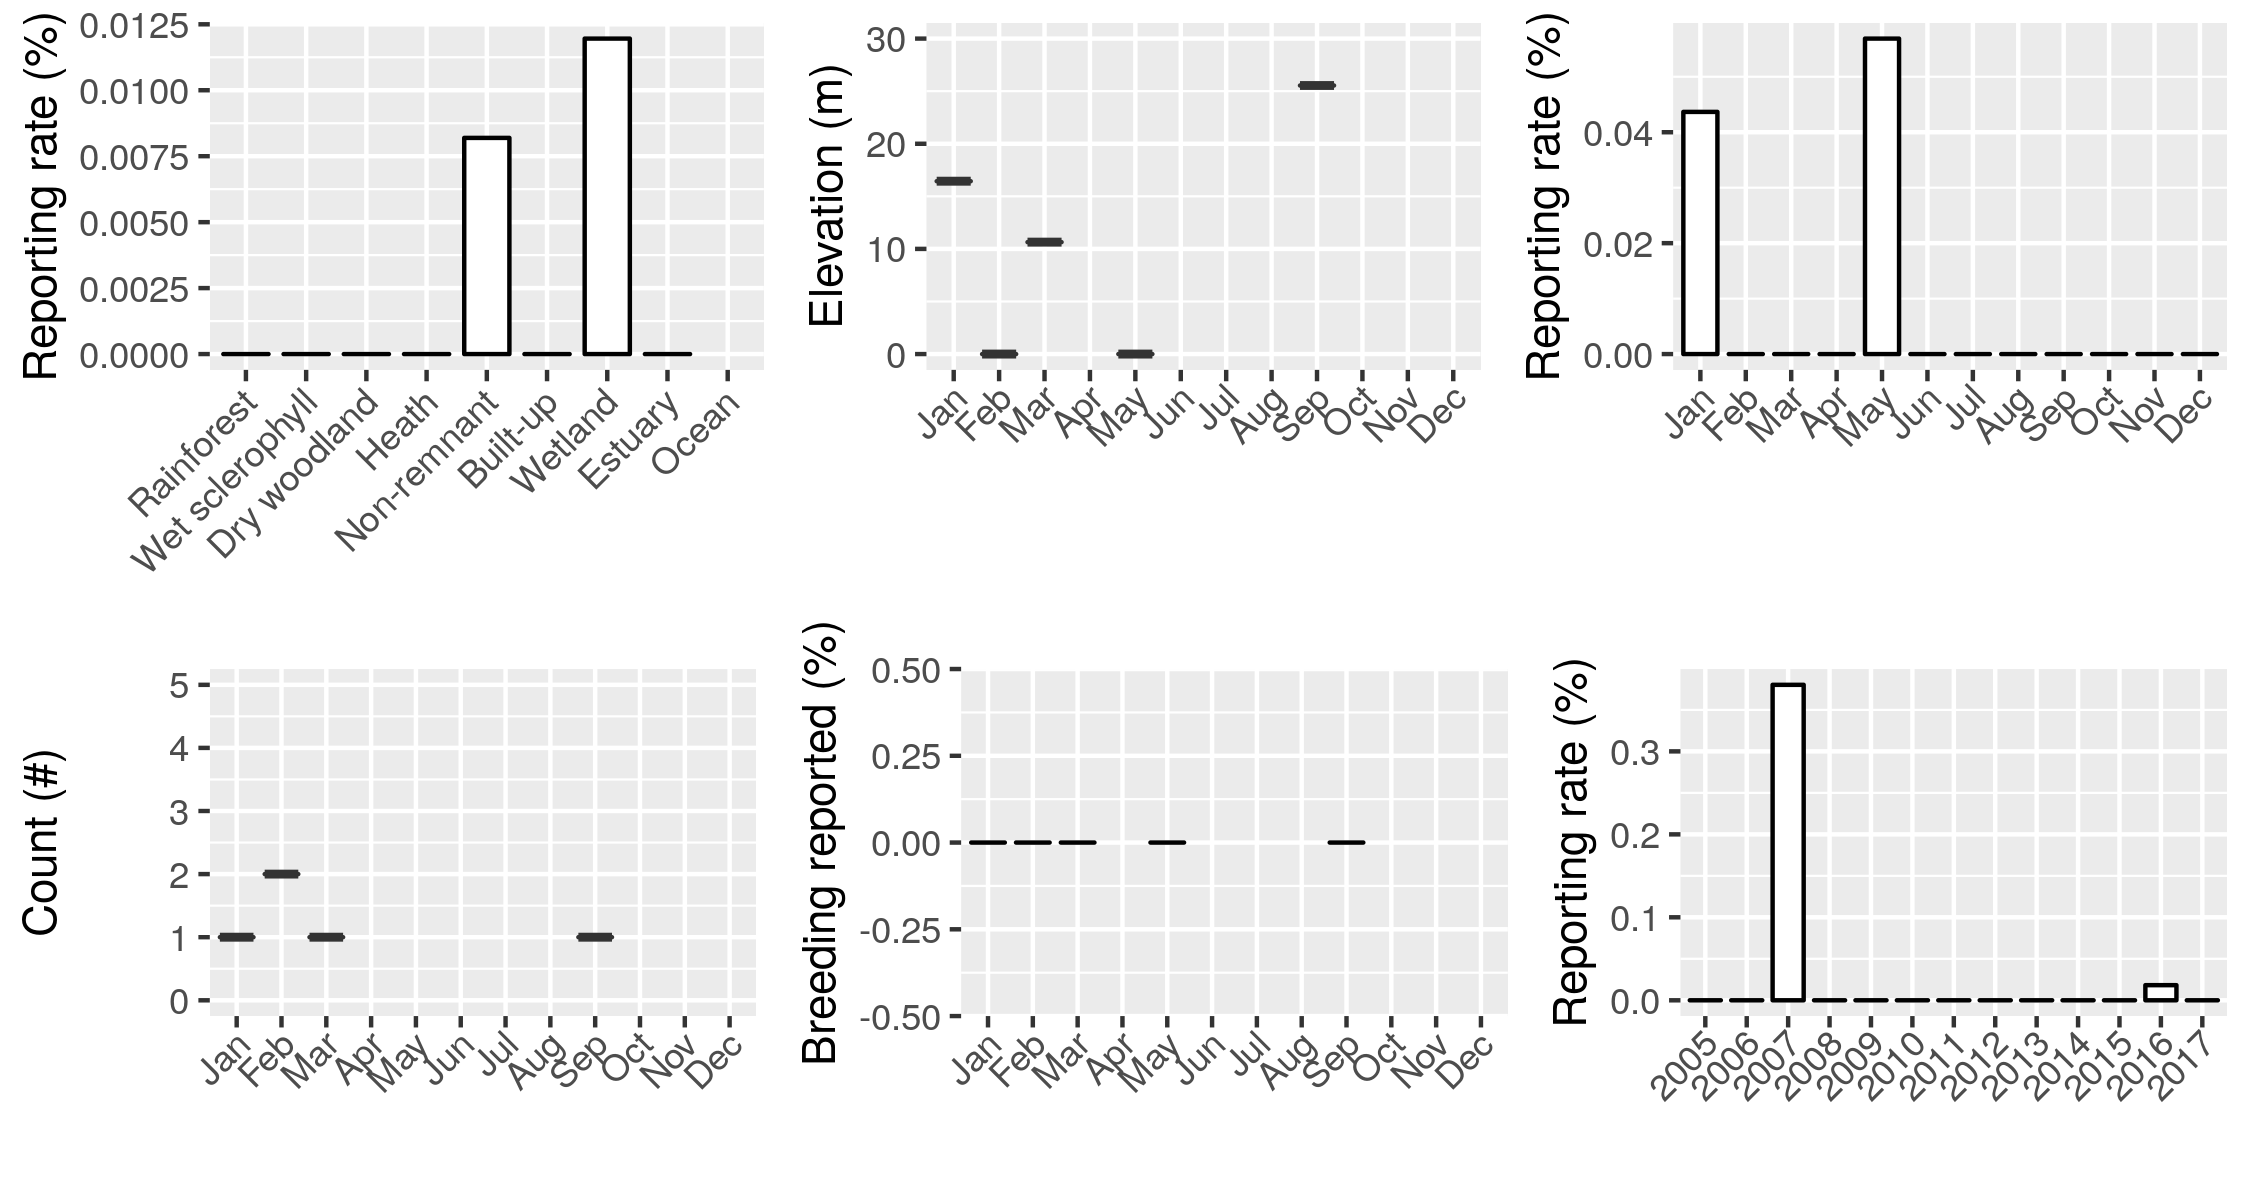 Reporting rate (%)
0.0125
0.0100
0.0075
0.0050
0.0025
0.0000
Rainforest
Wet sclerophyll
Dry woodland
Heath
Non-remnant
Built-up
Wetland
Estuary
Ocean
Elevation (m)
30
20
10
0
Jan
Feb
Mar
Apr
May
Jun
Jul
Aug
Sep
Oct
Nov
Dec
Reporting rate (%)
0.04
0.02
0.00
Jan
Feb
Mar
Apr
May
Jun
Jul
Aug
Sep
Oct
Nov
Dec
Count (#)
5
4
3
2
1
0
Jan
Feb
Mar
Apr
May
Jun
Jul
Aug
Sep
Oct
Nov
Dec
Breeding reported (%)
0.50
0.25
0.00
-0.25
-0.50
Jan
Feb
Mar
Apr
May
Jun
Jul
Aug
Sep
Oct
Nov
Dec
Reporting rate (%)
0.3
0.2
0.1
0.0
2005
2006
2007
2008
2009
2010
2011
2012
2013
2014
2015
2016
2017